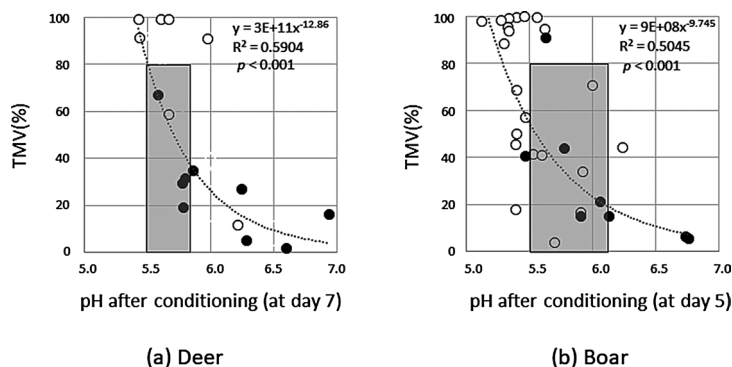 y = 3E+11x^-12.86
R² = 0.5904
p < 0.001
100
80
60
40
20
0
TMV(%)
5.0 5.5 6.0 6.5 7.0
pH after conditioning (at day 7)
(a) Deer
y = 9E+08x^-9.745
R² = 0.5045
p < 0.001
100
80
60
40
20
0
TMV(%)
5.0 5.5 6.0 6.5 7.0
pH after conditioning (at day 5)
(b) Boar